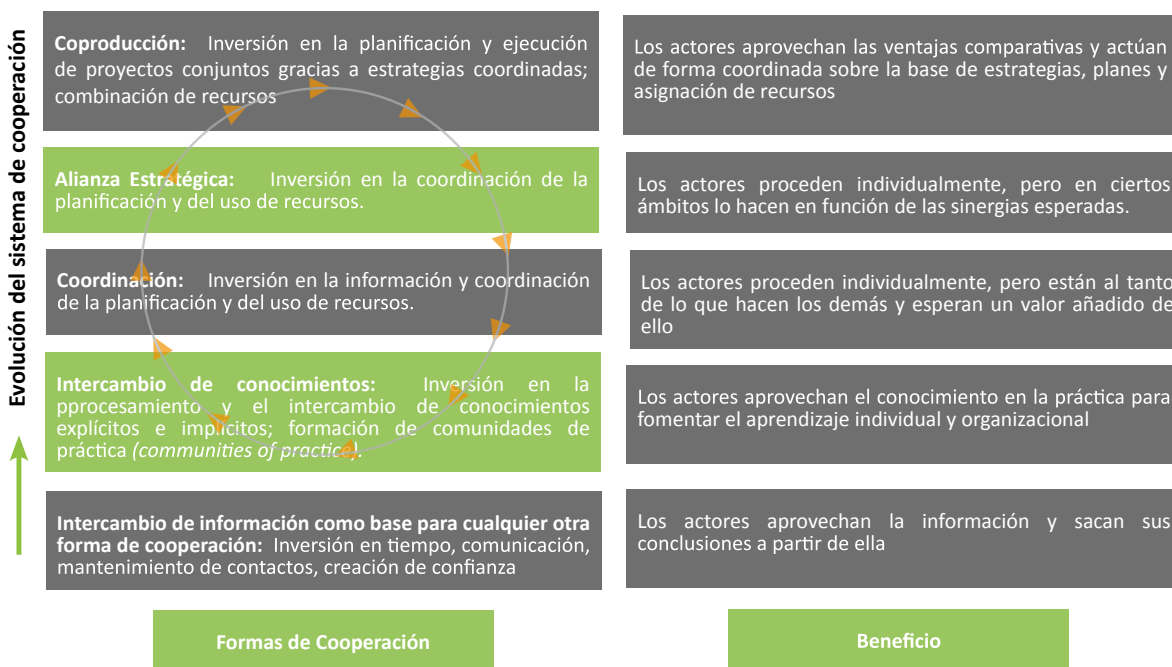 Evolución del sistema de cooperación
Coproducción: Inversión en la planificación y ejecución
de proyectos conjuntos gracias a estrategias coordinadas;
combinación de recursos
Los actores aprovechan las ventajas comparativas y actúan
de forma coordinada sobre la base de estrategias, planes y
asignación de recursos
Alianza Estratégica: Inversión en la coordinación de la
planificación y del uso de recursos.
Los actores proceden individualmente, pero en ciertos
ámbitos lo hacen en función de las sinergias esperadas.
Coordinación: Inversión en la información y coordinación
de la planificación y del uso de recursos.
Los actores proceden individualmente, pero están al tanto
de lo que hacen los demás y esperan un valor añadido de
ello
Intercambio de conocimientos: Inversión en la
pprocesamiento y el intercambio de conocimientos
explícitos e implícitos; formación de comunidades de
práctica (communities of practice).
Los actores aprovechan el conocimiento en la práctica para
fomentar el aprendizaje individual y organizacional
Intercambio de información como base para cualquier otra
forma de cooperación: Inversión en tiempo, comunicación,
mantenimiento de contactos, creación de confianza
Los actores aprovechan la información y sacan sus
conclusiones a partir de ella
Formas de Cooperación
Beneficio